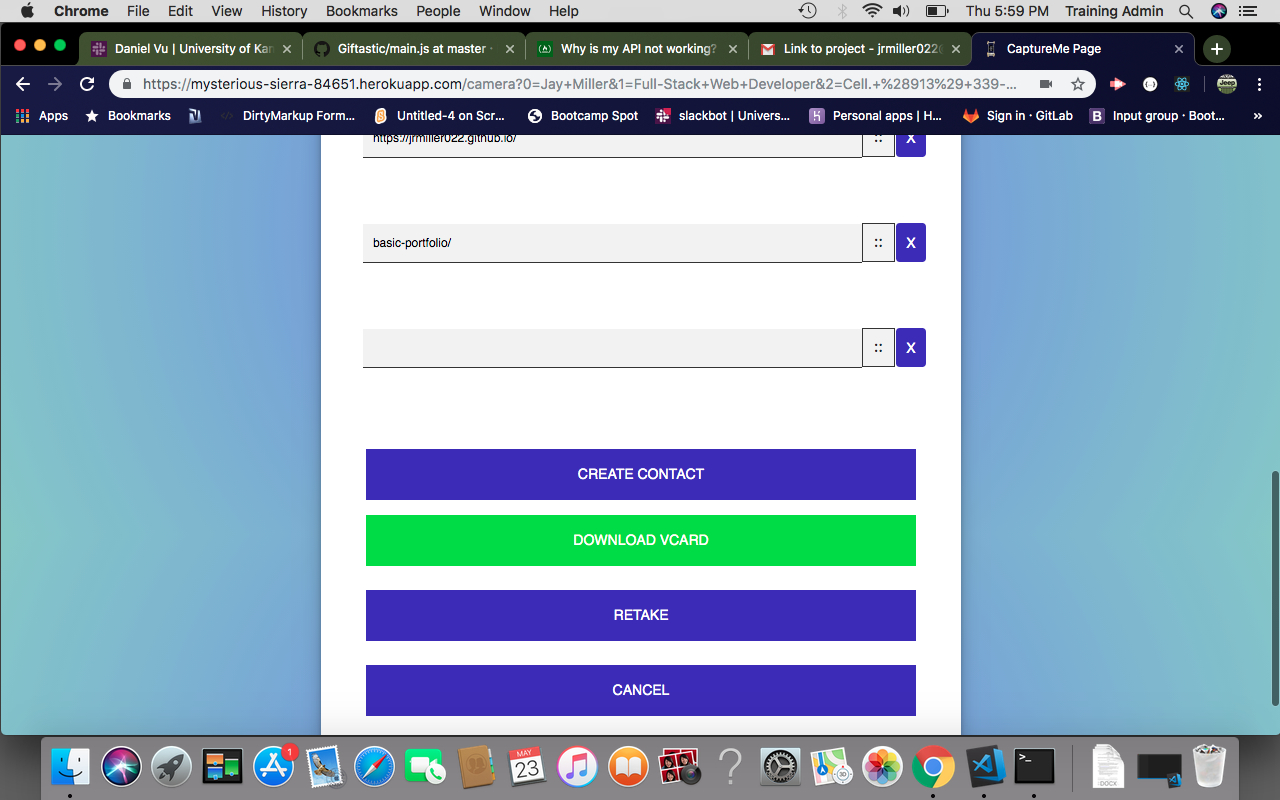 Chrome File Edit View History Bookmarks People Window Help Thu 5:59 PM Training Admin
Daniel Vu | University of Kan Giftastic/main.js at master · Why is my API not working? Link to project - jrmiller022@ CaptureMe Page
https://mysterious-sierra-84651.herokuapp.com/camera?0=Jay+Miller&1=Full-Stack+Web+Developer&2=Cell.+%28913%29+339-...
Apps Bookmarks DirtyMarkup Form... Untitled-4 on Scr... Bootcamp Spot slackbot | Univers... Personal apps | H... Sign in · GitLab Input group · Boot... »
https://jrmiller022.github.io/ :: X
basic-portfolio/ :: X
:: X
CREATE CONTACT
DOWNLOAD VCARD
RETAKE
CANCEL
1
MAY
23
3D
DOCX